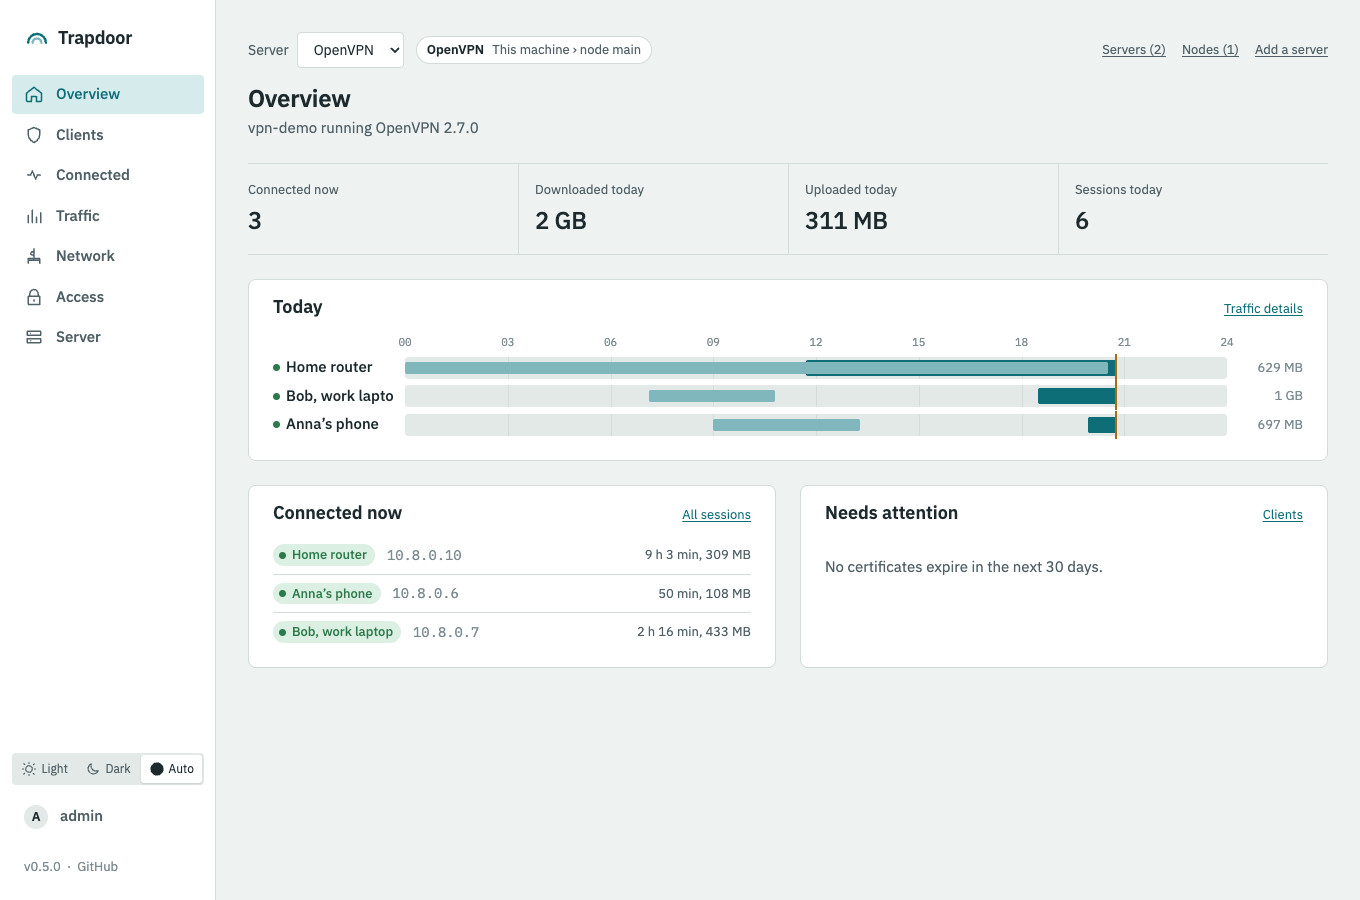 Trapdoor
Overview
Clients
Connected
Traffic
Network
Access
Server
Light Dark Auto
A admin
v0.5.0 · GitHub
Server OpenVPN OpenVPN This machine › node main Servers (2) Nodes (1) Add a server
Overview
vpn-demo running OpenVPN 2.7.0
Connected now Downloaded today Uploaded today Sessions today
3 2 GB 311 MB 6
Today Traffic details
00 03 06 09 12 15 18 21 24
Home router 629 MB
Bob, work lapto 1 GB
Anna’s phone 697 MB
Connected now All sessions
Home router 10.8.0.10 9 h 3 min, 309 MB
Anna’s phone 10.8.0.6 50 min, 108 MB
Bob, work laptop 10.8.0.7 2 h 16 min, 433 MB
Needs attention Clients
No certificates expire in the next 30 days.